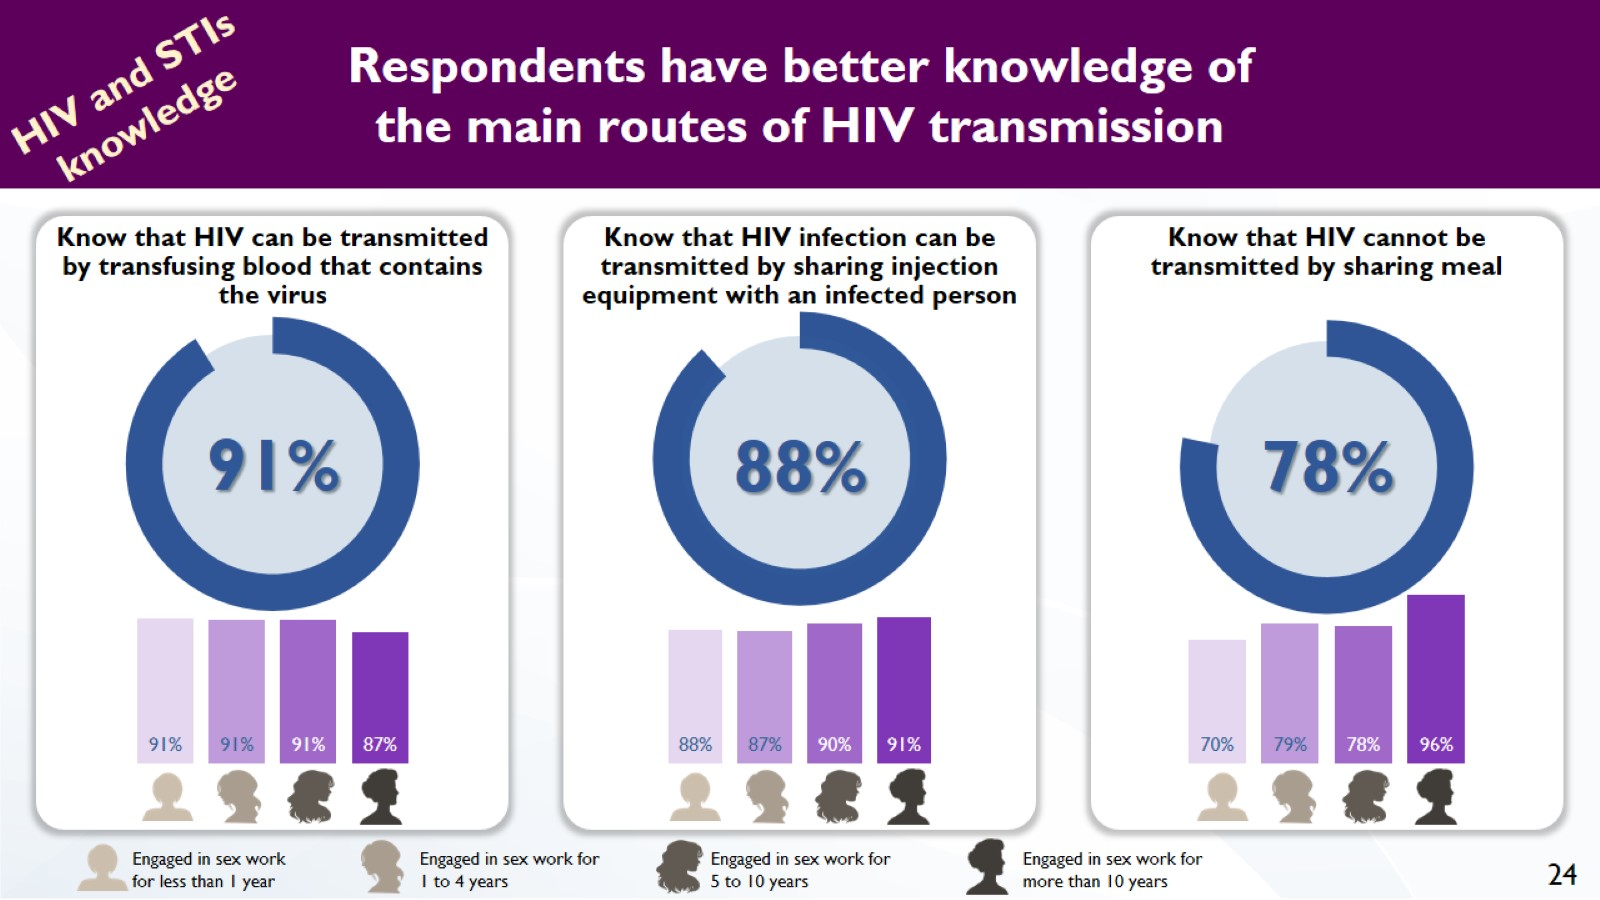 HIV and STIs
knowledge
Respondents have better knowledge of
the main routes of HIV transmission
Know that HIV can be transmitted
by transfusing blood that contains
the virus
91%
91%
91%
91%
87%
Know that HIV infection can be
transmitted by sharing injection
equipment with an infected person
88%
88%
87%
90%
91%
Know that HIV cannot be
transmitted by sharing meal
78%
70%
79%
78%
96%
Engaged in sex work
for less than 1 year
Engaged in sex work for
1 to 4 years
Engaged in sex work for
5 to 10 years
Engaged in sex work for
more than 10 years
24